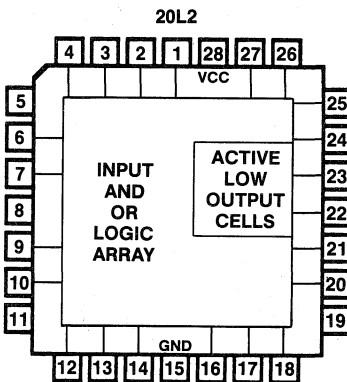 20L2
4 3 2 1 28 27 26
VCC
5 25
6 24
7 23
8 22
9 21
10 20
11 19
INPUT
AND
OR
LOGIC
ARRAY
ACTIVE
LOW
OUTPUT
CELLS
GND
12 13 14 15 16 17 18